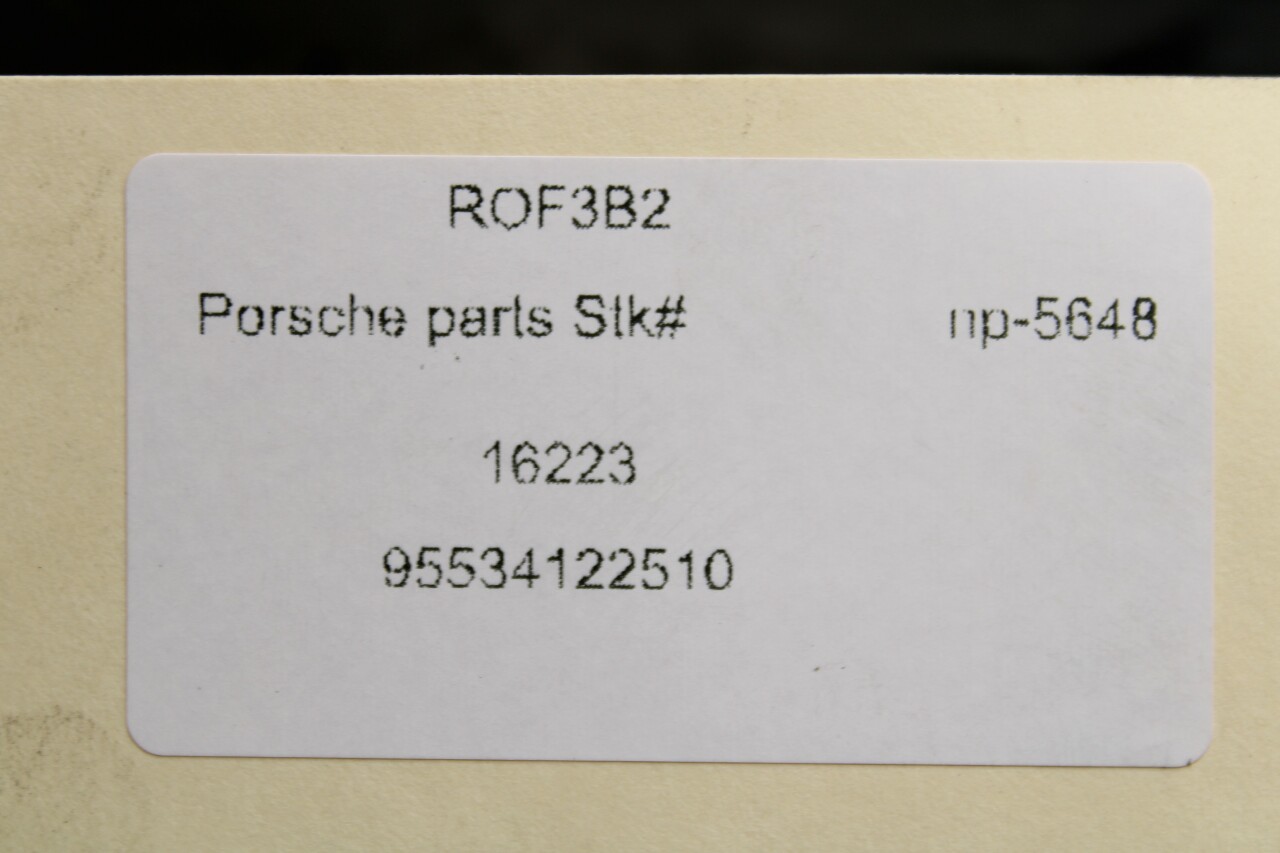 ROF3B2
Porsche parts Stk# np-5648
16223
95534122510